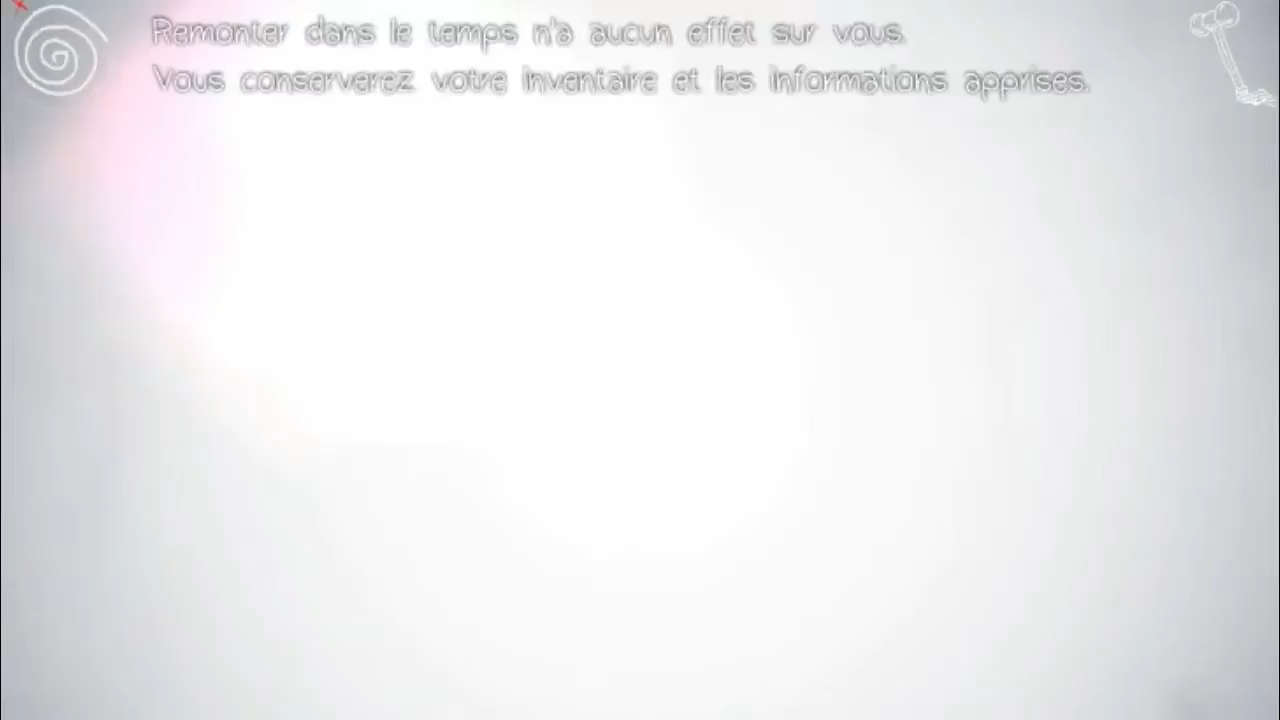 Remonter dans le temps n'a aucun effet sur vous.
Vous conserverez votre inventaire et les informations apprises.